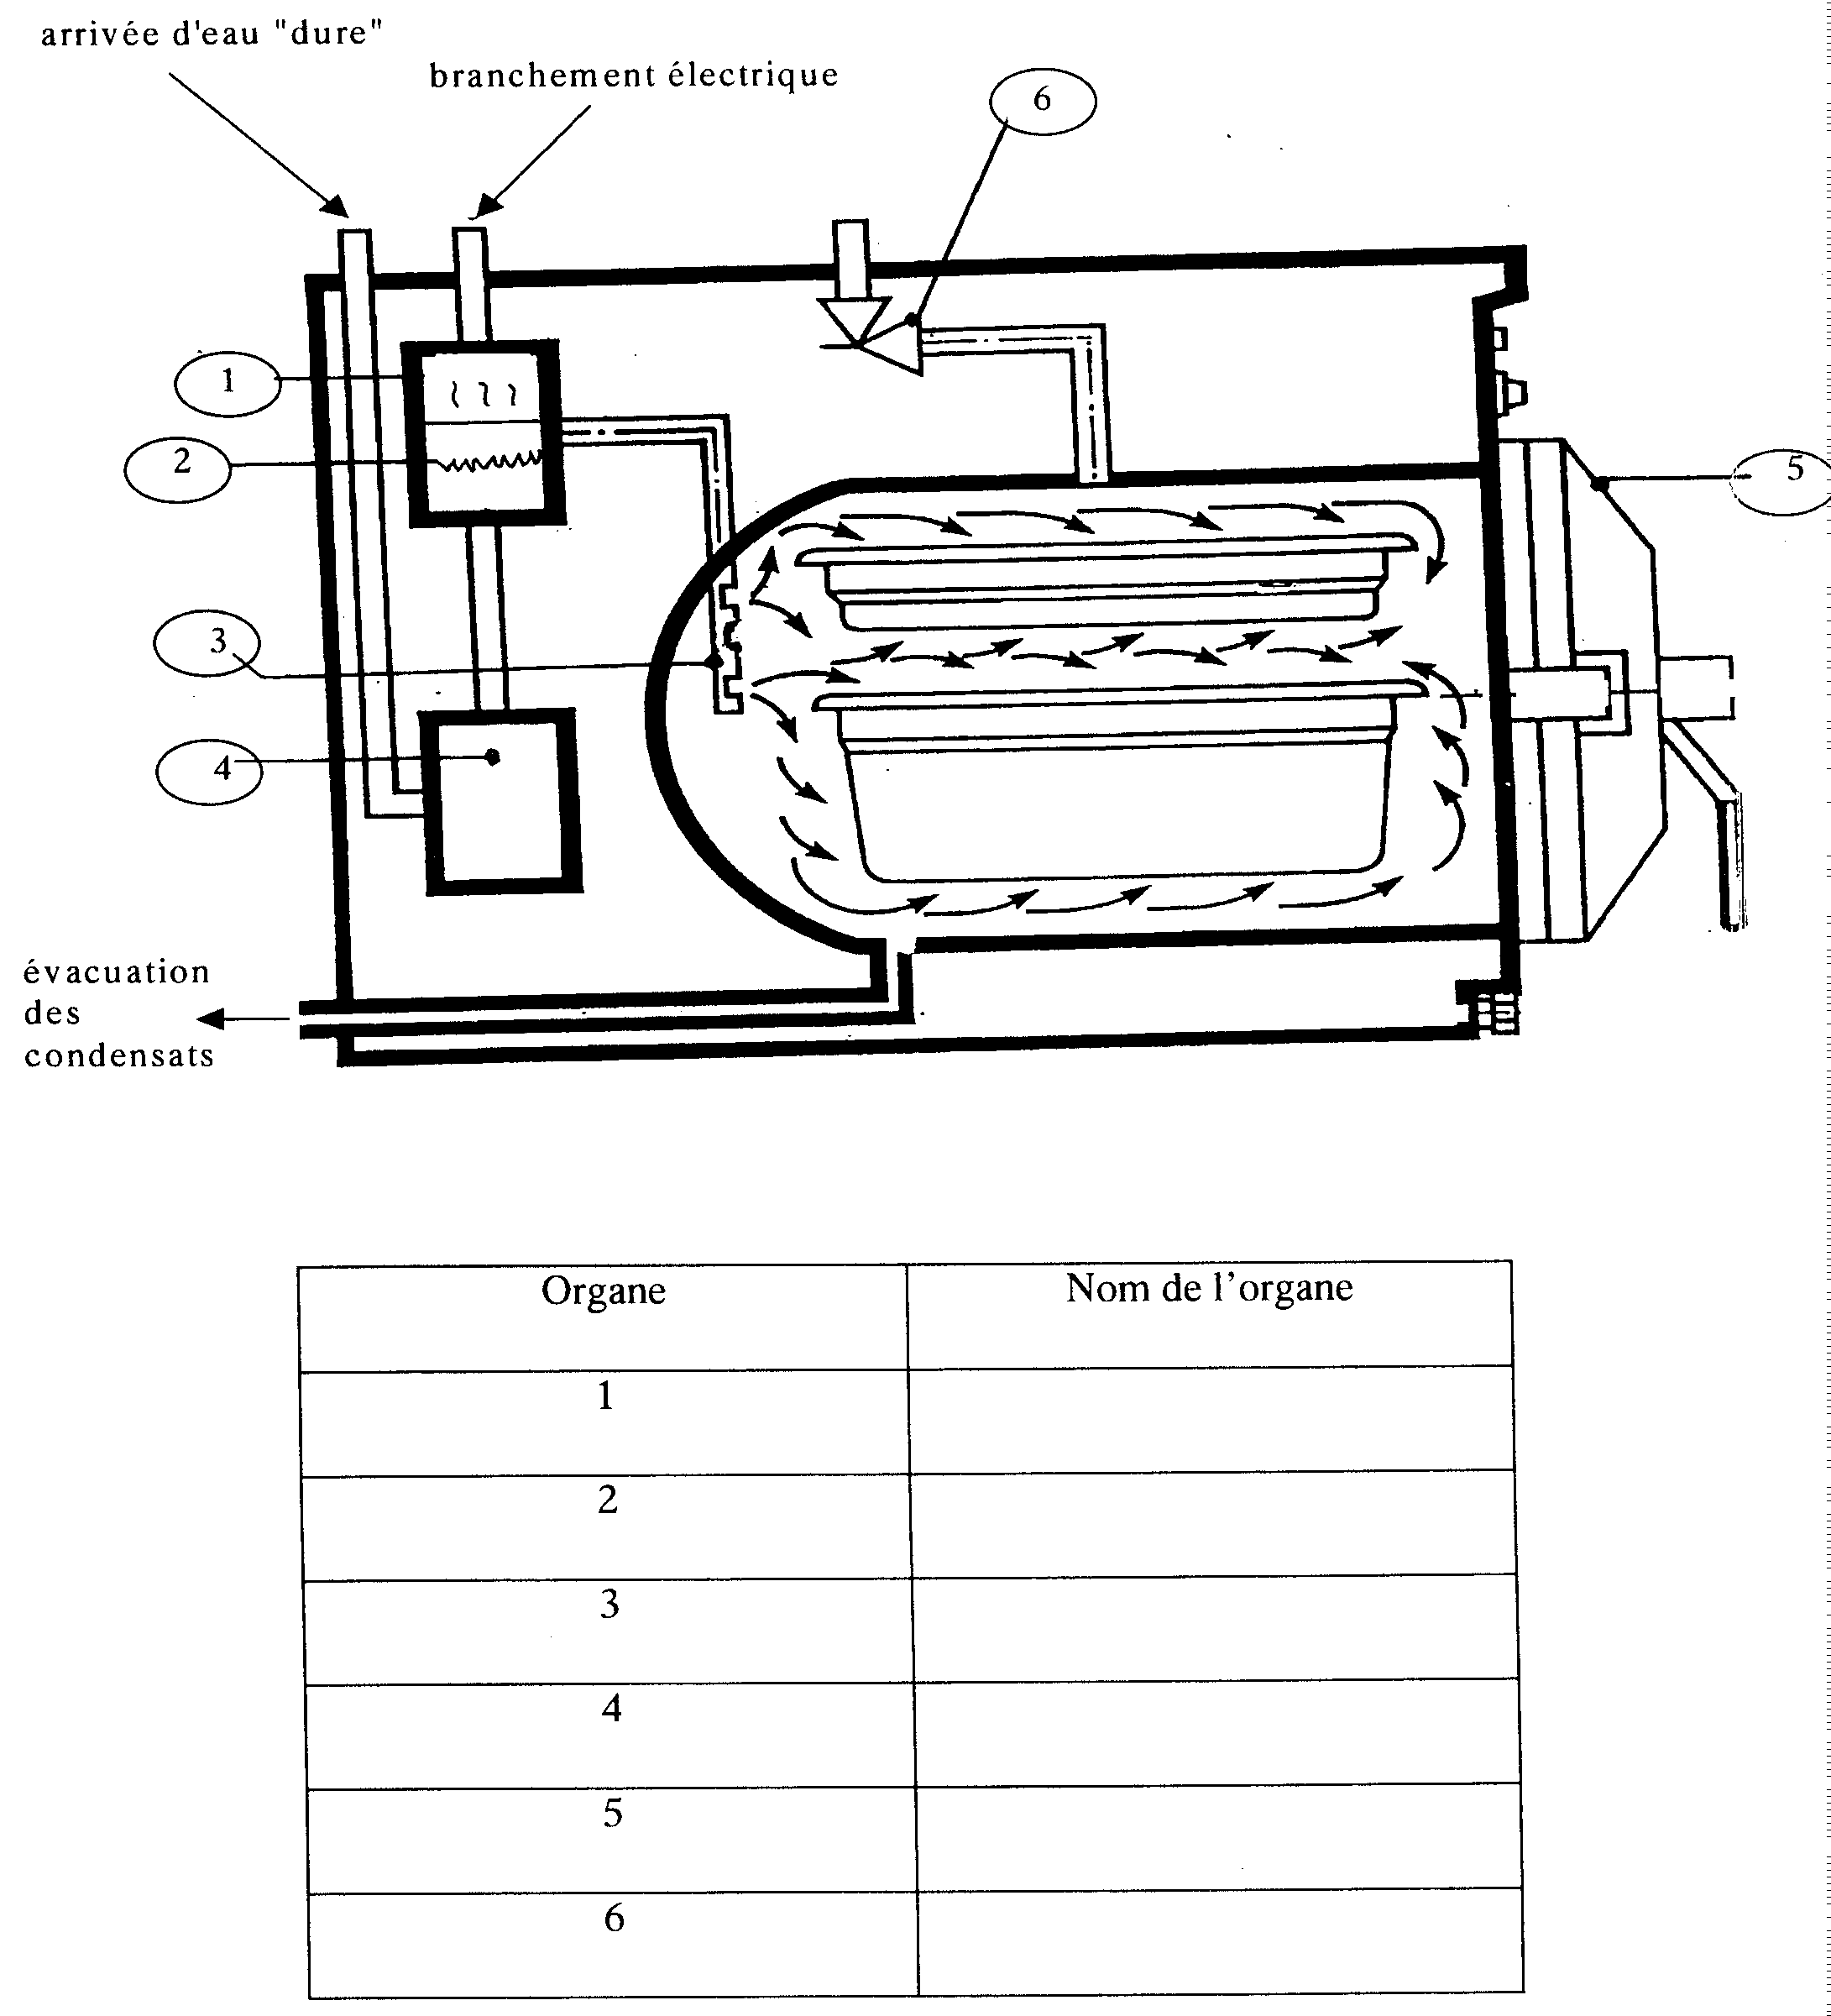 arrivée d'eau "dure"
branchement électrique
6
1
2
5
3
4
évacuation
des
condensats
Organe Nom de l'organe
1
2
3
4
5
6